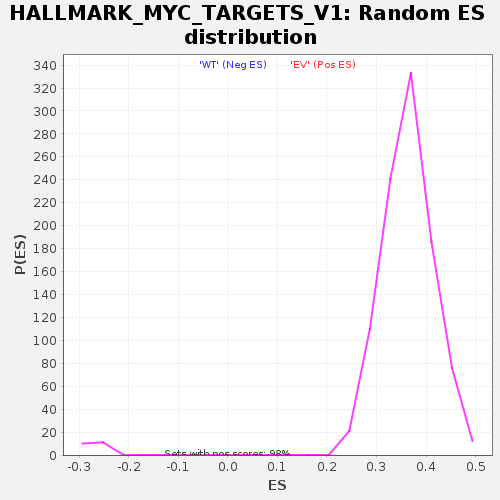 HALLMARK_MYC_TARGETS_V1: Random ES
distribution
'WT' (Neg ES) 'EV' (Pos ES)
340
320
300
280
260
240
220
200
180
160
140
120
100
80
60
40
20
0
P(ES)
Sets with pos scores: 98%
-0.3 -0.2 -0.1 0.0 0.1 0.2 0.3 0.4 0.5
ES